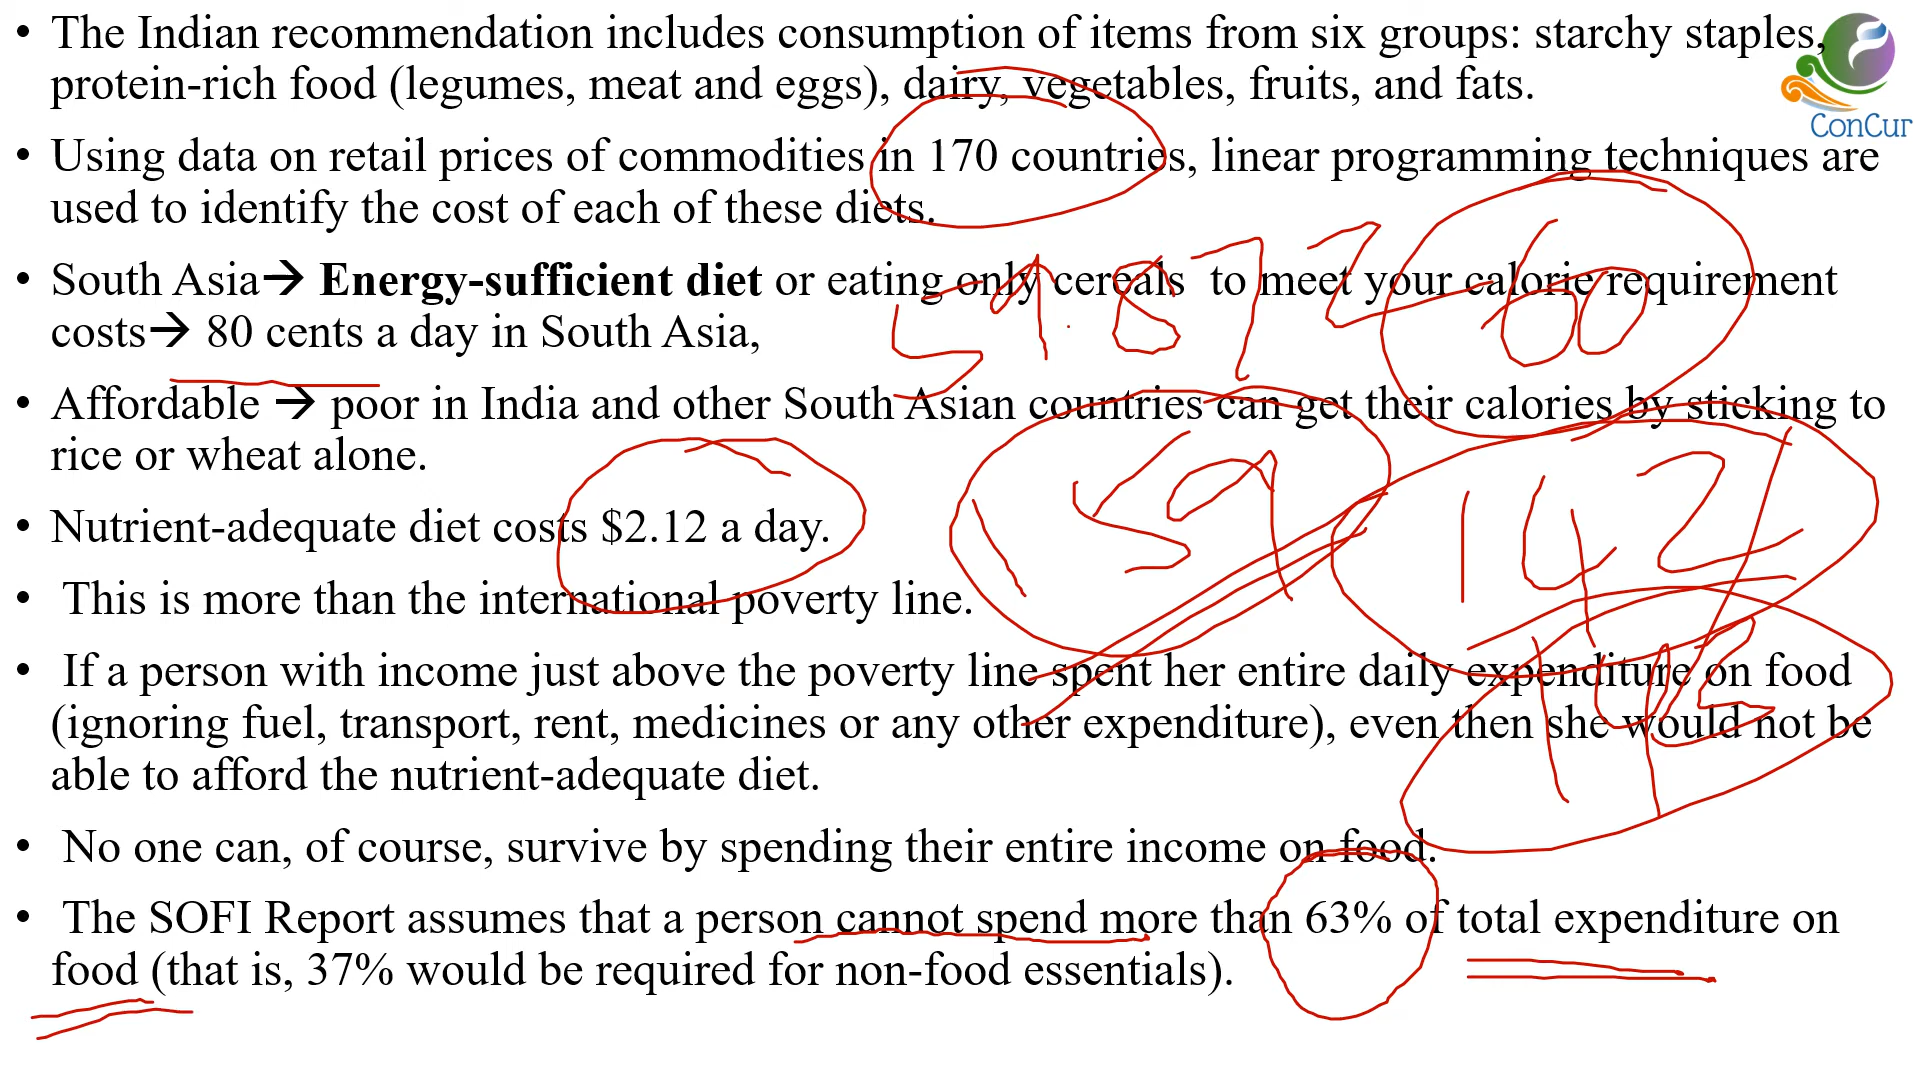 • The Indian recommendation includes consumption of items from six groups: starchy staples,
protein-rich food (legumes, meat and eggs), dairy, vegetables, fruits, and fats.
ConCur
• Using data on retail prices of commodities in 170 countries, linear programming techniques are
used to identify the cost of each of these diets.
60
• South Asia→ Energy-sufficient diet or eating only cereals to meet your calorie requirement
costs→ 80 cents a day in South Asia,
• Affordable → poor in India and other South Asian countries can get their calories by sticking to
rice or wheat alone.
159
142
• Nutrient-adequate diet costs $2.12 a day.
• This is more than the international poverty line.
• If a person with income just above the poverty line spent her entire daily expenditure on food
(ignoring fuel, transport, rent, medicines or any other expenditure), even then she would not be
able to afford the nutrient-adequate diet.
• No one can, of course, survive by spending their entire income on food.
• The SOFI Report assumes that a person cannot spend more than 63% of total expenditure on
food (that is, 37% would be required for non-food essentials).